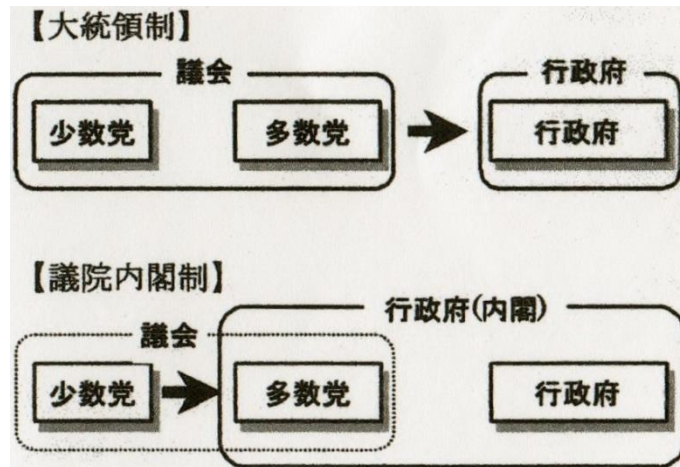 【大統領制】
議会 行政府
少数党 多数党 行政府
【議院内閣制】
行政府(内閣)
議会
少数党 多数党 行政府